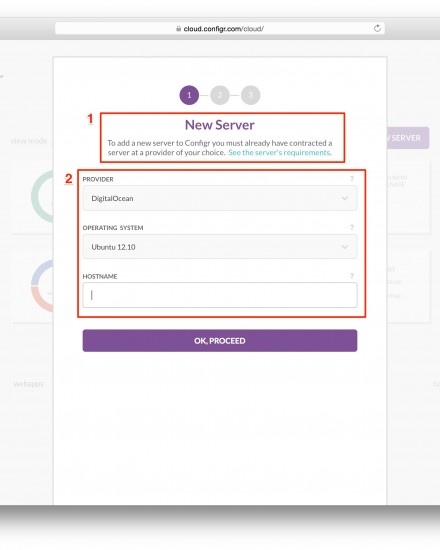 cloud.configr.com/cloud/
1 2 3
1
New Server
view mode
SERVER
To add a new server to Configr you must already have contracted a
server at a provider of your choice. See the server's requirements.
2
PROVIDER ?
DigitalOcean
OPERATING SYSTEM ?
Ubuntu 12.10
HOSTNAME ?
OK, PROCEED
webapps